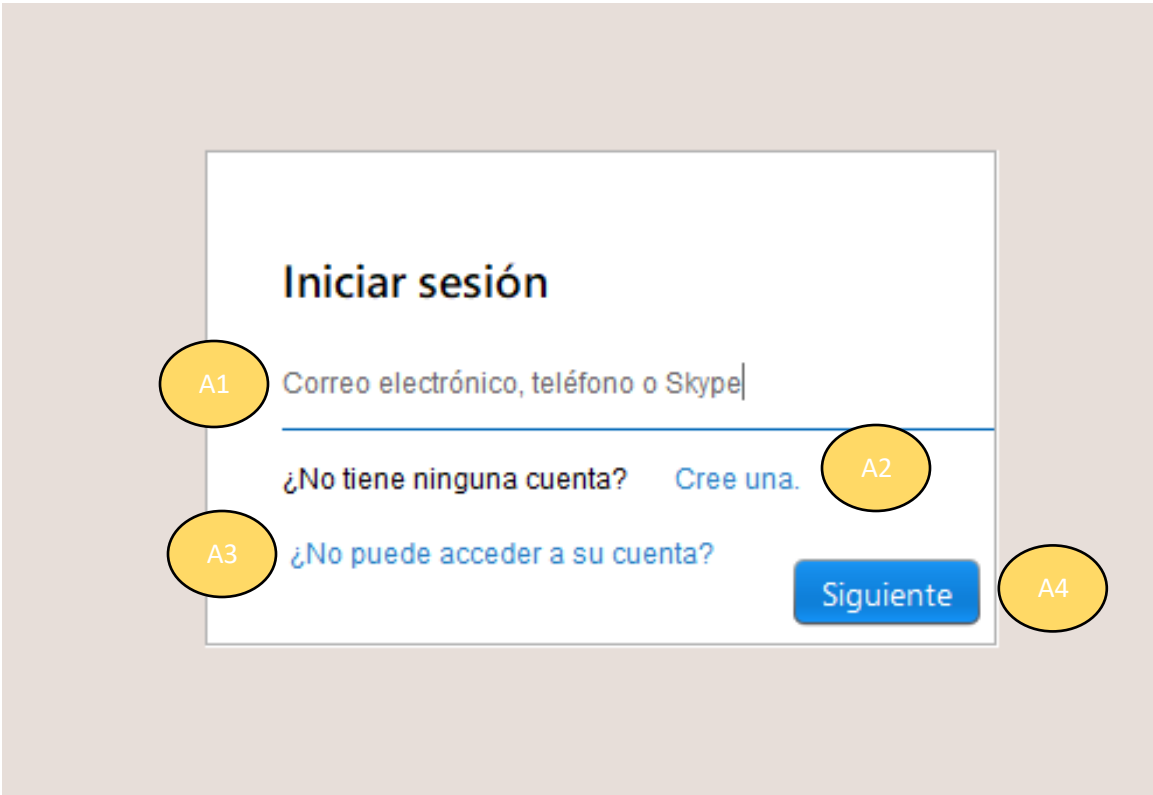 Iniciar sesión
A1
Correo electrónico, teléfono o Skype
¿No tiene ninguna cuenta? Cree una.
A2
A3
¿No puede acceder a su cuenta?
Siguiente
A4